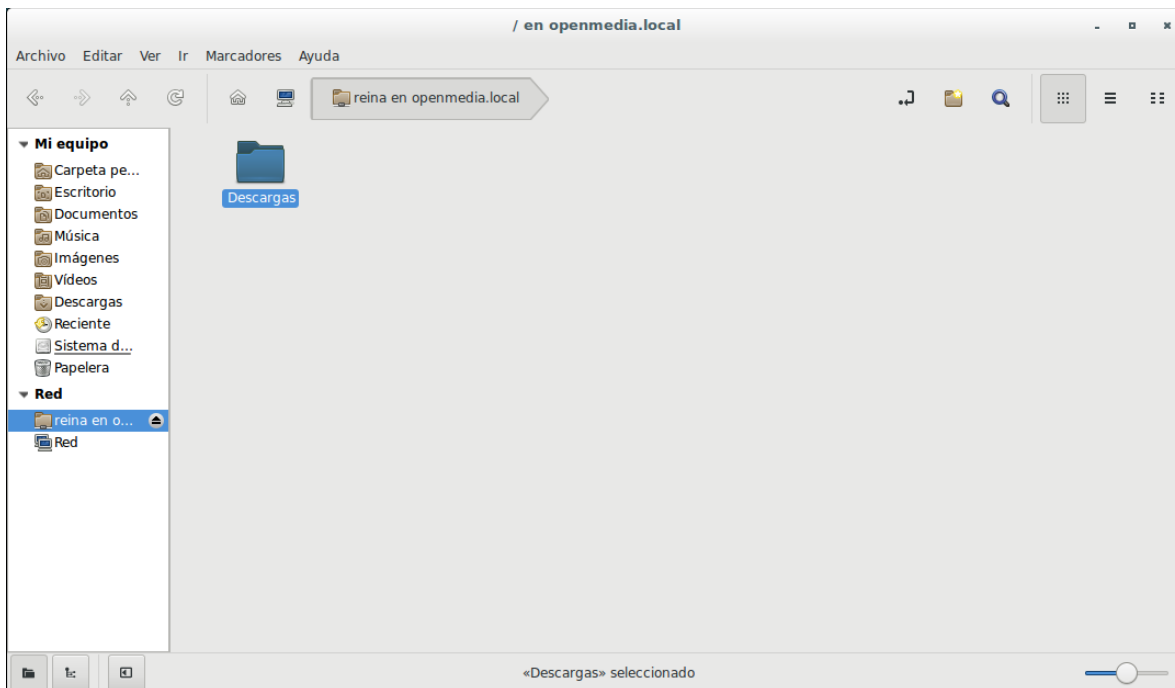 / en openmedia.local
Archivo Editar Ver Ir Marcadores Ayuda
reina en openmedia.local
Mi equipo
Carpeta pe...
Escritorio
Documentos
Música
Imágenes
Vídeos
Descargas
Reciente
Sistema d...
Papelera
Red
reina en o...
Red
Descargas
«Descargas» seleccionado